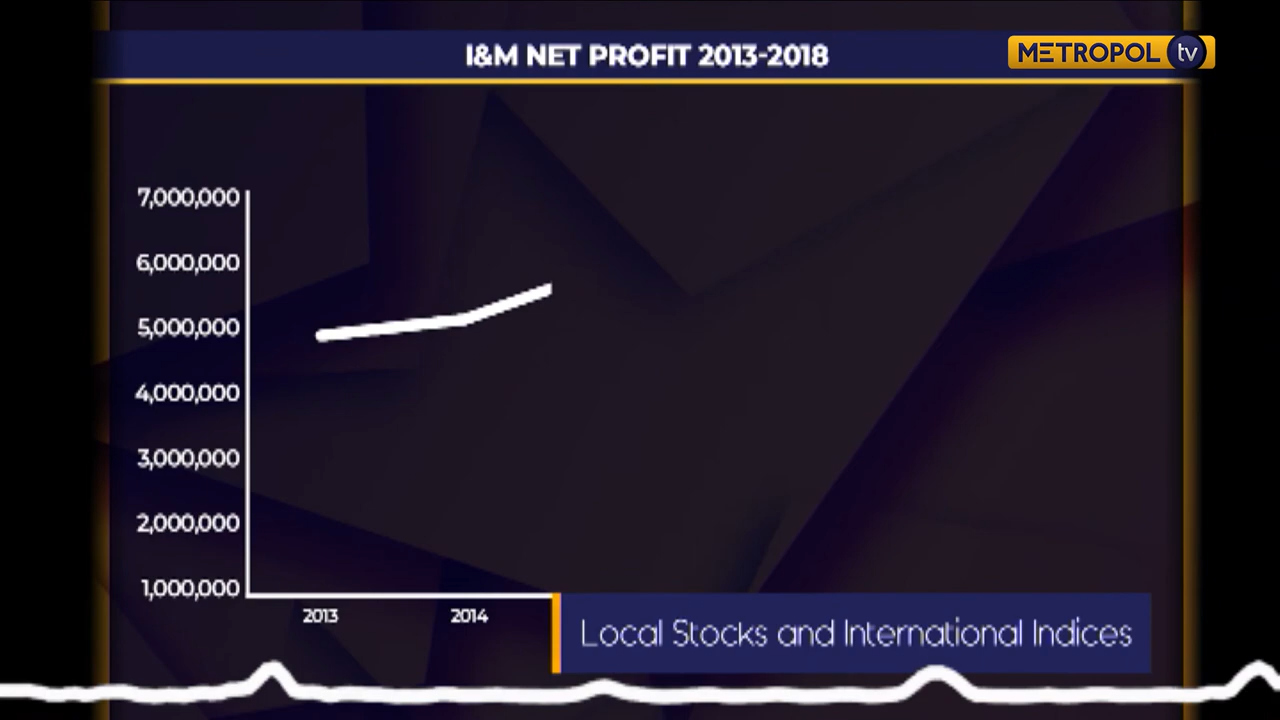 I&M NET PROFIT 2013-2018
METROPOL tv
7,000,000
6,000,000
5,000,000
4,000,000
3,000,000
2,000,000
1,000,000
2013 2014
Local Stocks and International Indices